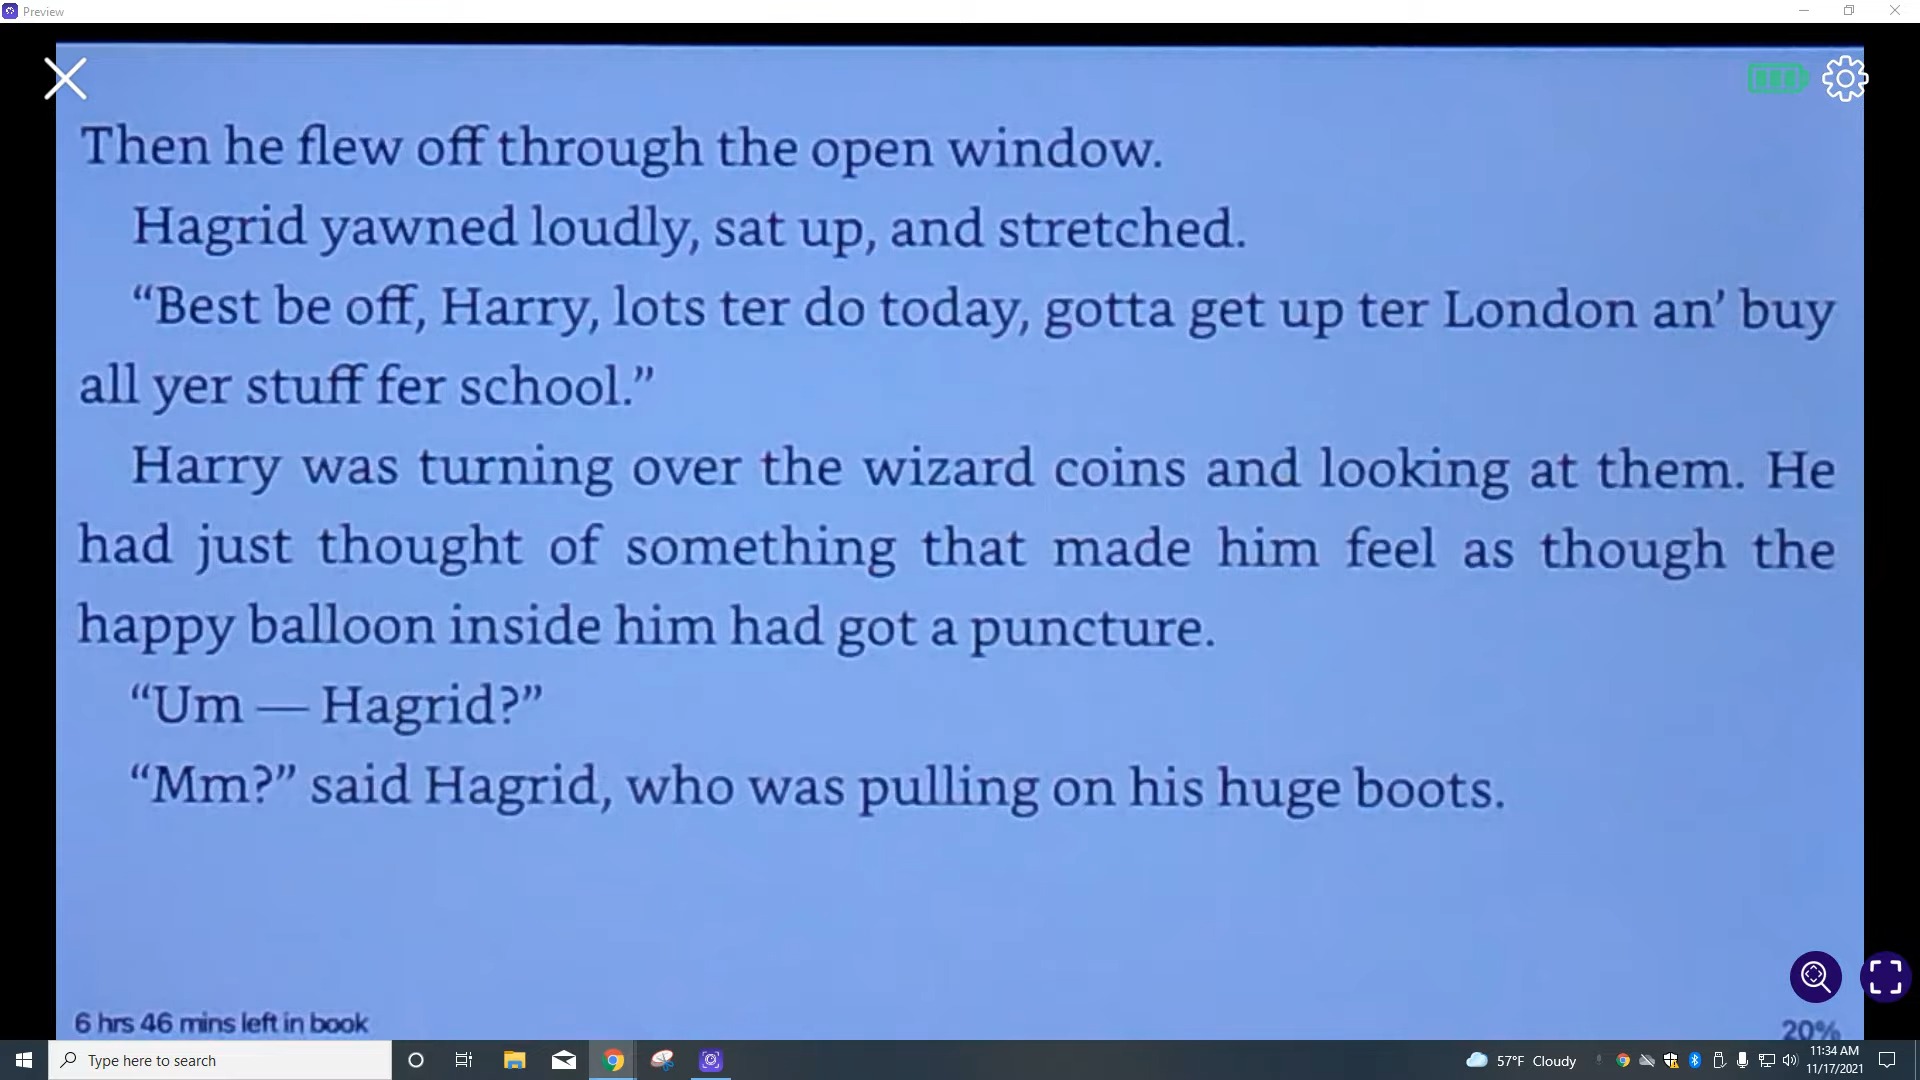 Preview
Then he flew off through the open window.
Hagrid yawned loudly, sat up, and stretched.
“Best be off, Harry, lots ter do today, gotta get up ter London an’ buy
all yer stuff fer school.”
Harry was turning over the wizard coins and looking at them. He
had just thought of something that made him feel as though the
happy balloon inside him had got a puncture.
“Um — Hagrid?”
“Mm?” said Hagrid, who was pulling on his huge boots.
6 hrs 46 mins left in book
20%
Type here to search
57°F Cloudy
11:34 AM
11/17/2021